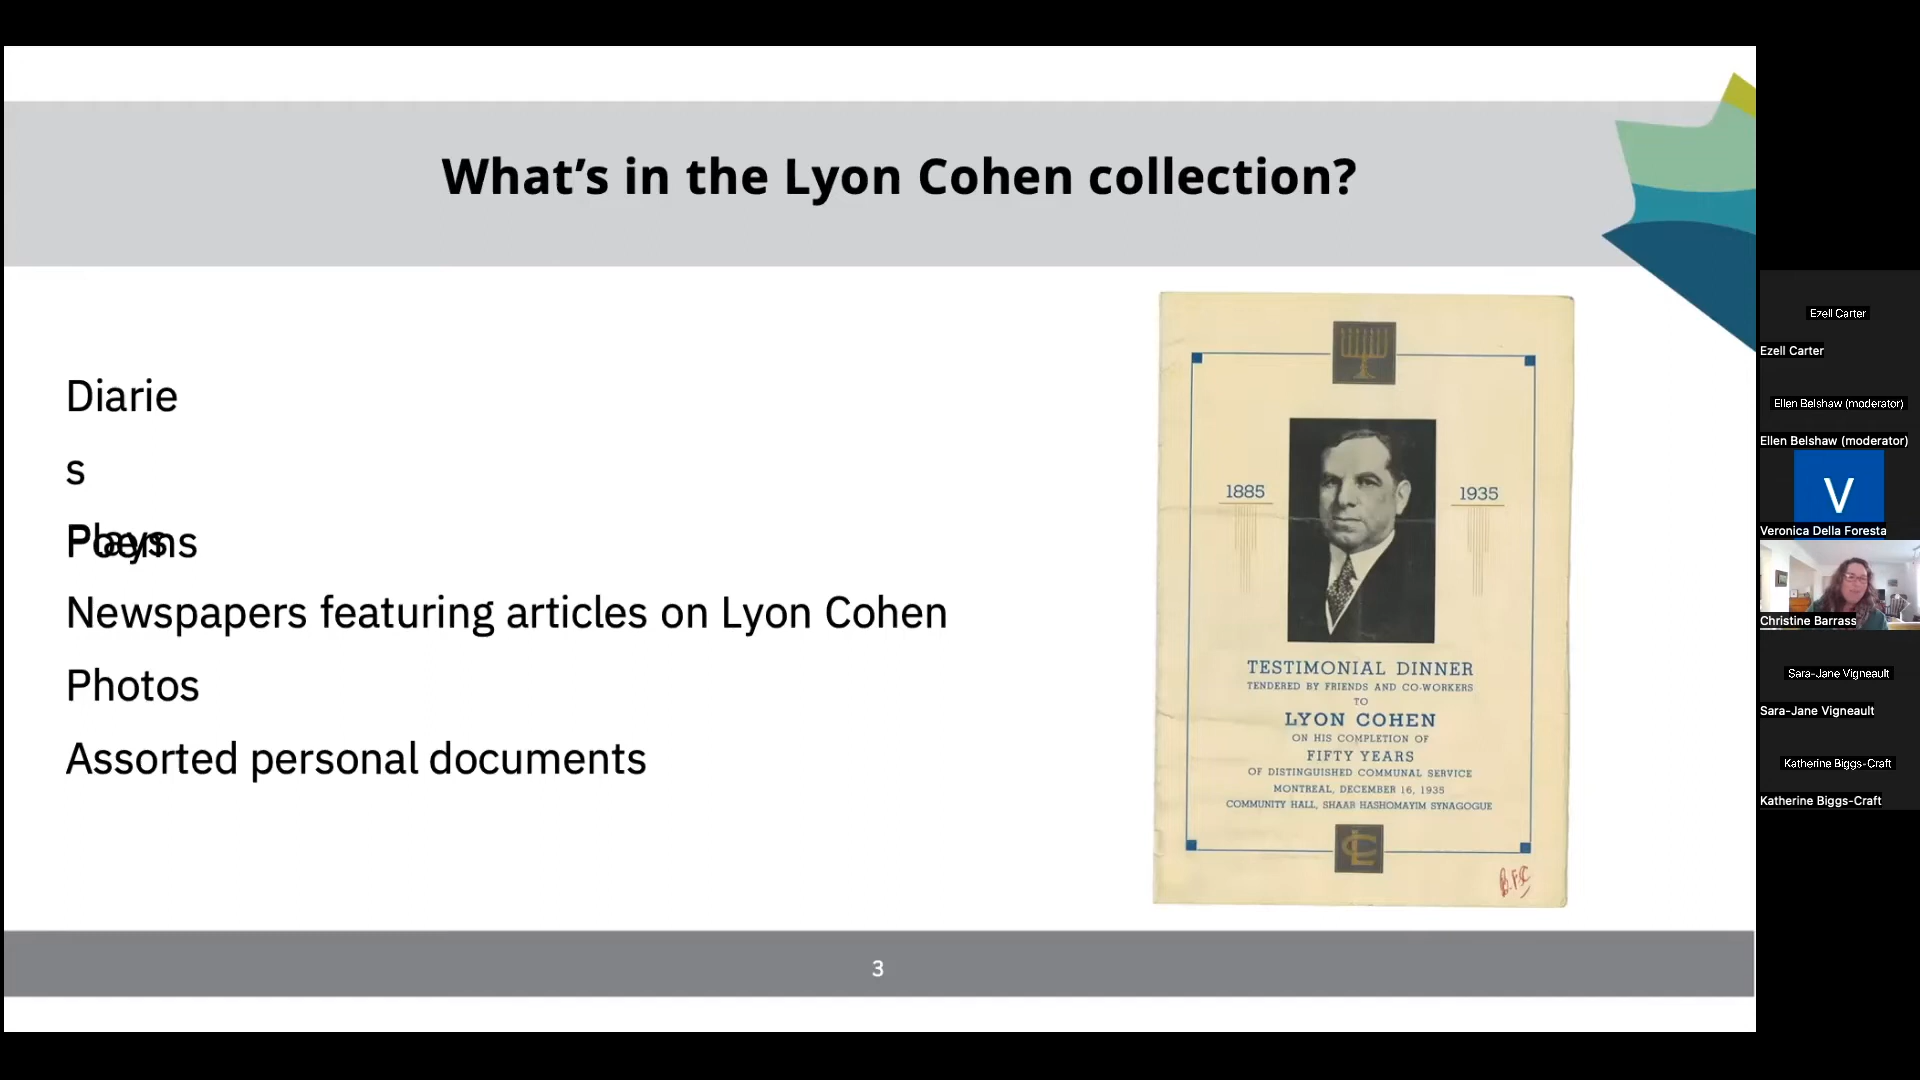 What's in the Lyon Cohen collection?
Diarie
s
Plays
Poems
Newspapers featuring articles on Lyon Cohen
Photos
Assorted personal documents
1885
1935
TESTIMONIAL DINNER
TENDERED BY FRIENDS AND CO-WORKERS
TO
LYON COHEN
ON HIS COMPLETION OF
FIFTY YEARS
OF DISTINGUISHED COMMUNAL SERVICE
MONTREAL, DECEMBER 16, 1935
COMMUNITY HALL, SHAAR HASHOMAYIM SYNAGOGUE
3
Ezell Carter
Ezell Carter
Ellen Belshaw (moderator)
Ellen Belshaw (moderator)
V
Veronica Della Foresta
Christine Barrass
Sara-Jane Vigneault
Sara-Jane Vigneault
Katherine Biggs-Craft
Katherine Biggs-Craft